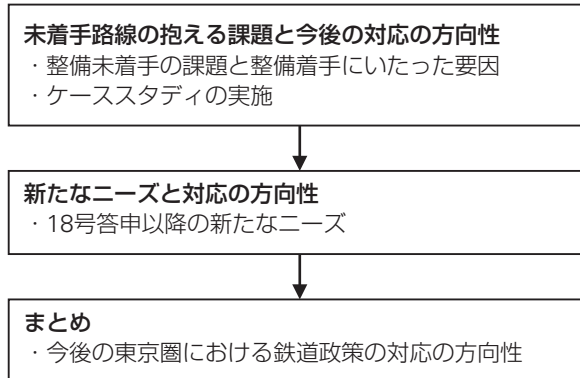 未着手路線の抱える課題と今後の対応の方向性
・整備未着手の課題と整備着手にいたった要因
・ケーススタディの実施
新たなニーズと対応の方向性
・18号答申以降の新たなニーズ
まとめ
・今後の東京圏における鉄道政策の対応の方向性